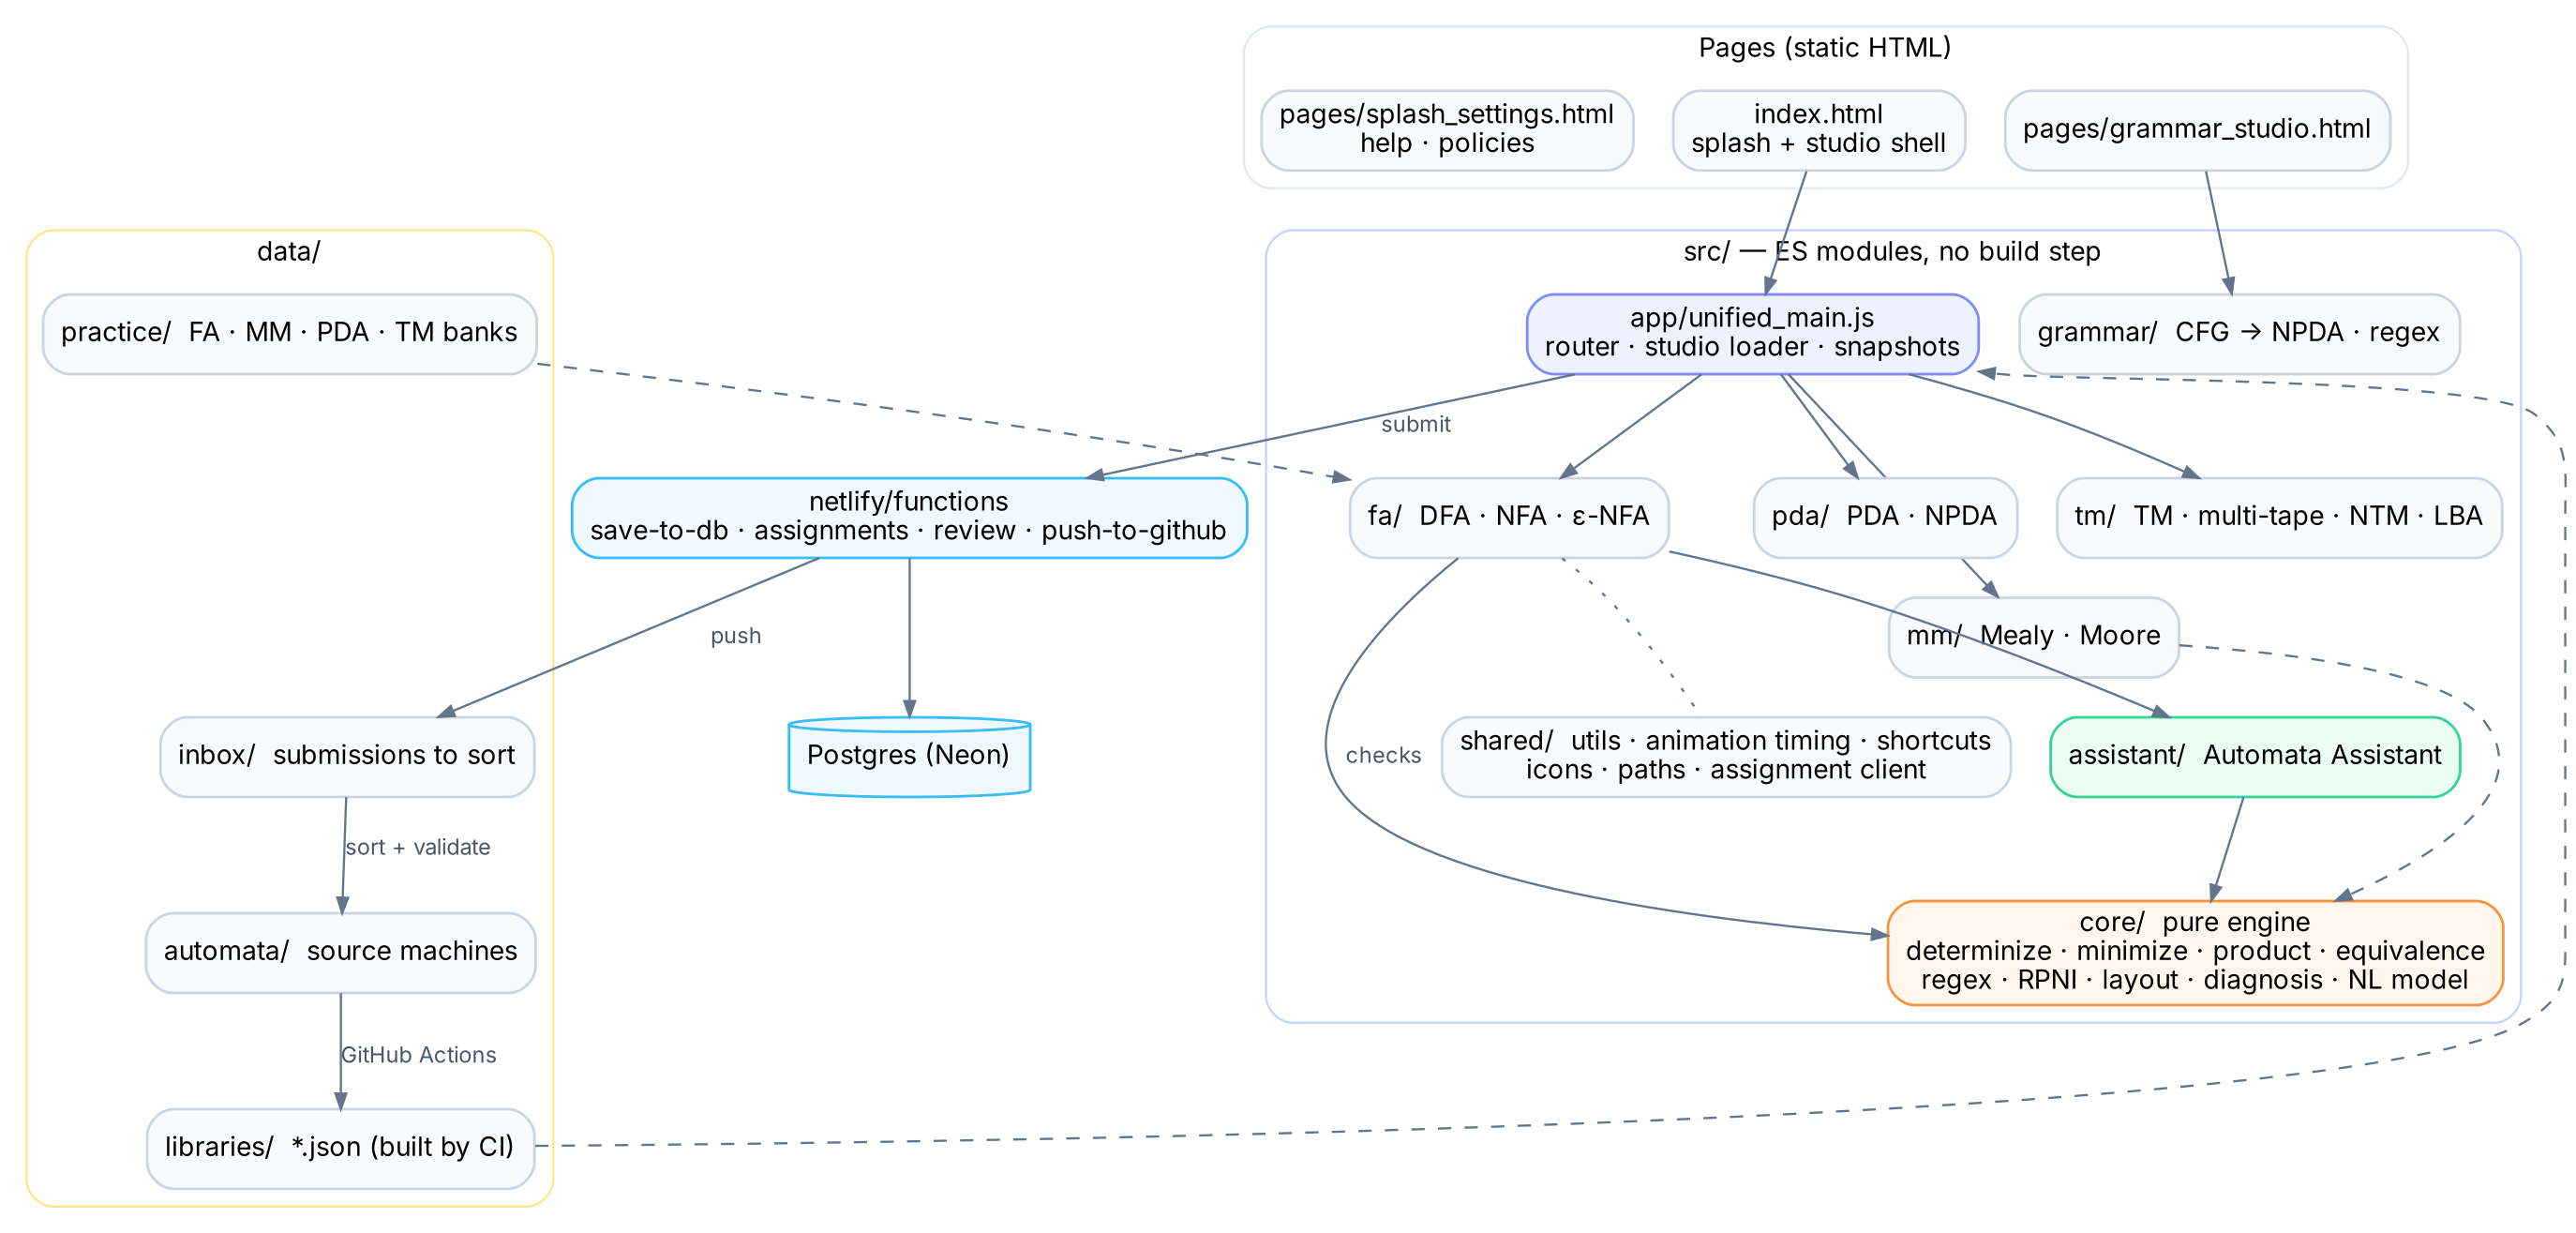 Pages (static HTML)
pages/splash_settings.html
help · policies
index.html
splash + studio shell
pages/grammar_studio.html
data/
src/ — ES modules, no build step
practice/  FA · MM · PDA · TM banks
app/unified_main.js
router · studio loader · snapshots
grammar/  CFG → NPDA · regex
submit
netlify/functions
save-to-db · assignments · review · push-to-github
fa/  DFA · NFA · ε-NFA
pda/  PDA · NPDA
tm/  TM · multi-tape · NTM · LBA
push
mm/  Mealy · Moore
inbox/  submissions to sort
Postgres (Neon)
checks
shared/  utils · animation timing · shortcuts
icons · paths · assignment client
assistant/  Automata Assistant
sort + validate
automata/  source machines
core/  pure engine
determinize · minimize · product · equivalence
regex · RPNI · layout · diagnosis · NL model
GitHub Actions
libraries/  *.json (built by CI)